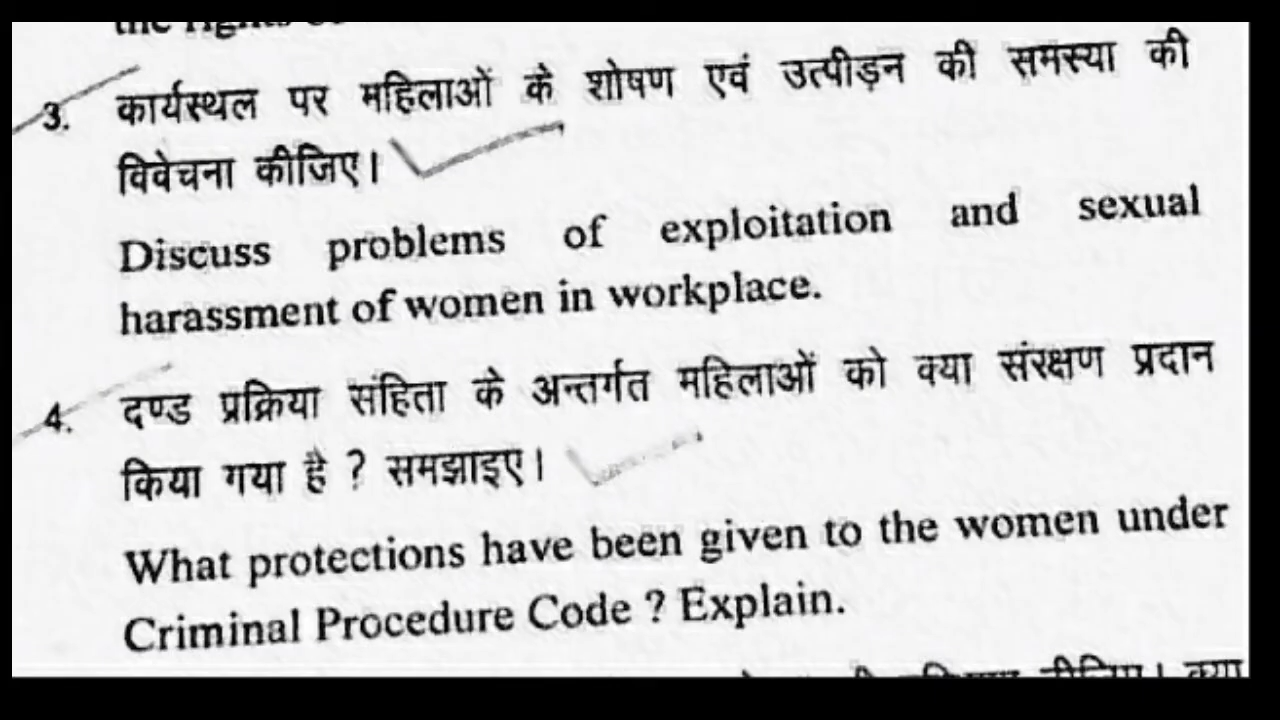 the rights
3. कार्यस्थल पर महिलाओं के शोषण एवं उत्पीड़न की समस्या की
विवेचना कीजिए।
Discuss problems of exploitation and sexual
harassment of women in workplace.
4. दण्ड प्रक्रिया संहिता के अन्तर्गत महिलाओं को क्या संरक्षण प्रदान
किया गया है ? समझाइए।
What protections have been given to the women under
Criminal Procedure Code ? Explain.
कीजिए। क्या